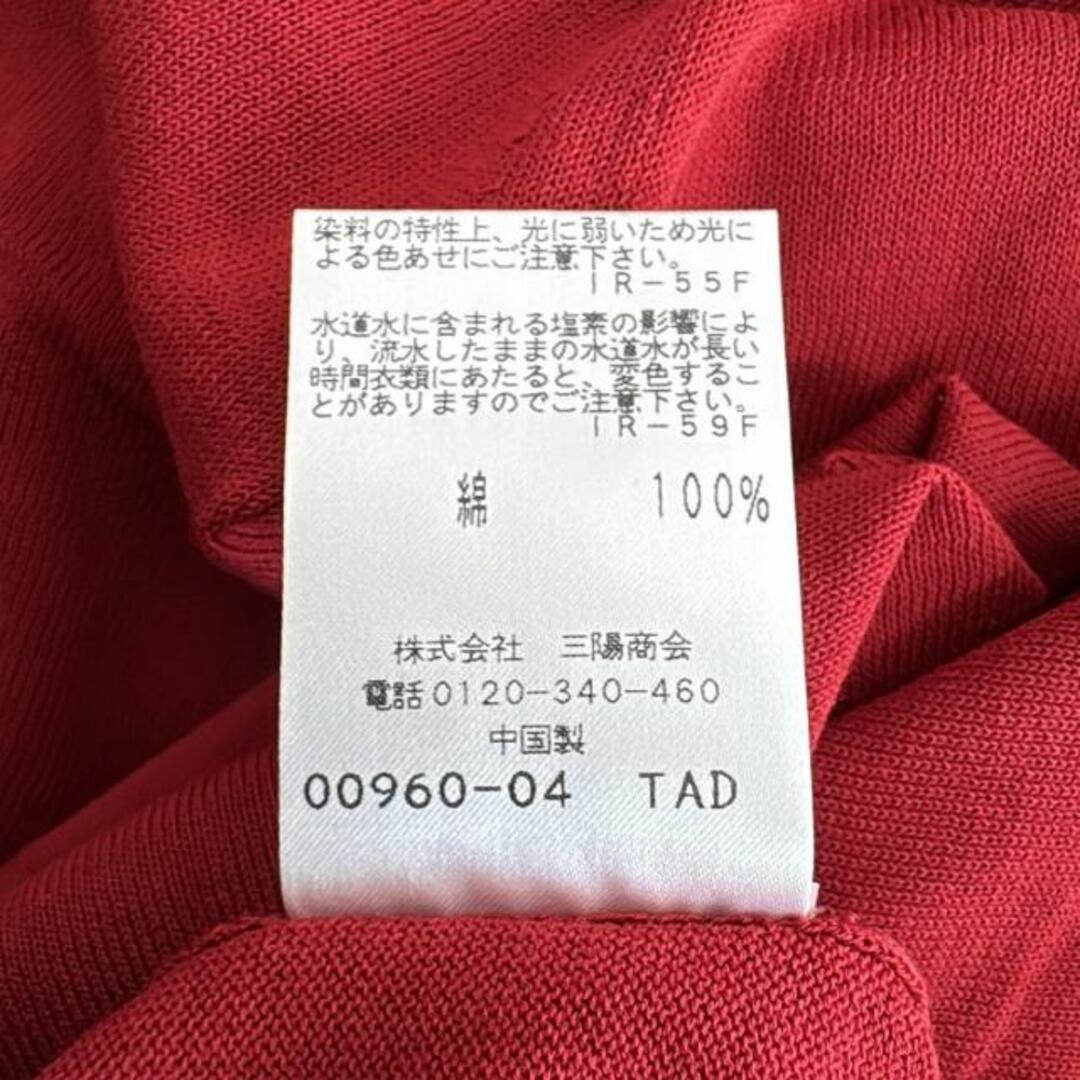 染料の特性上、光に弱いため光に
よる色あせにご注意下さい。
IR-55F
水道水に含まれる塩素の影響によ
り、流水したままの水道水が長い
時間衣類にあたると、変色するこ
とがありますのでご注意下さい。
IR-59F
綿 100%
株式会社 三陽商会
電話0120-340-460
中国製
00960-04 TAD